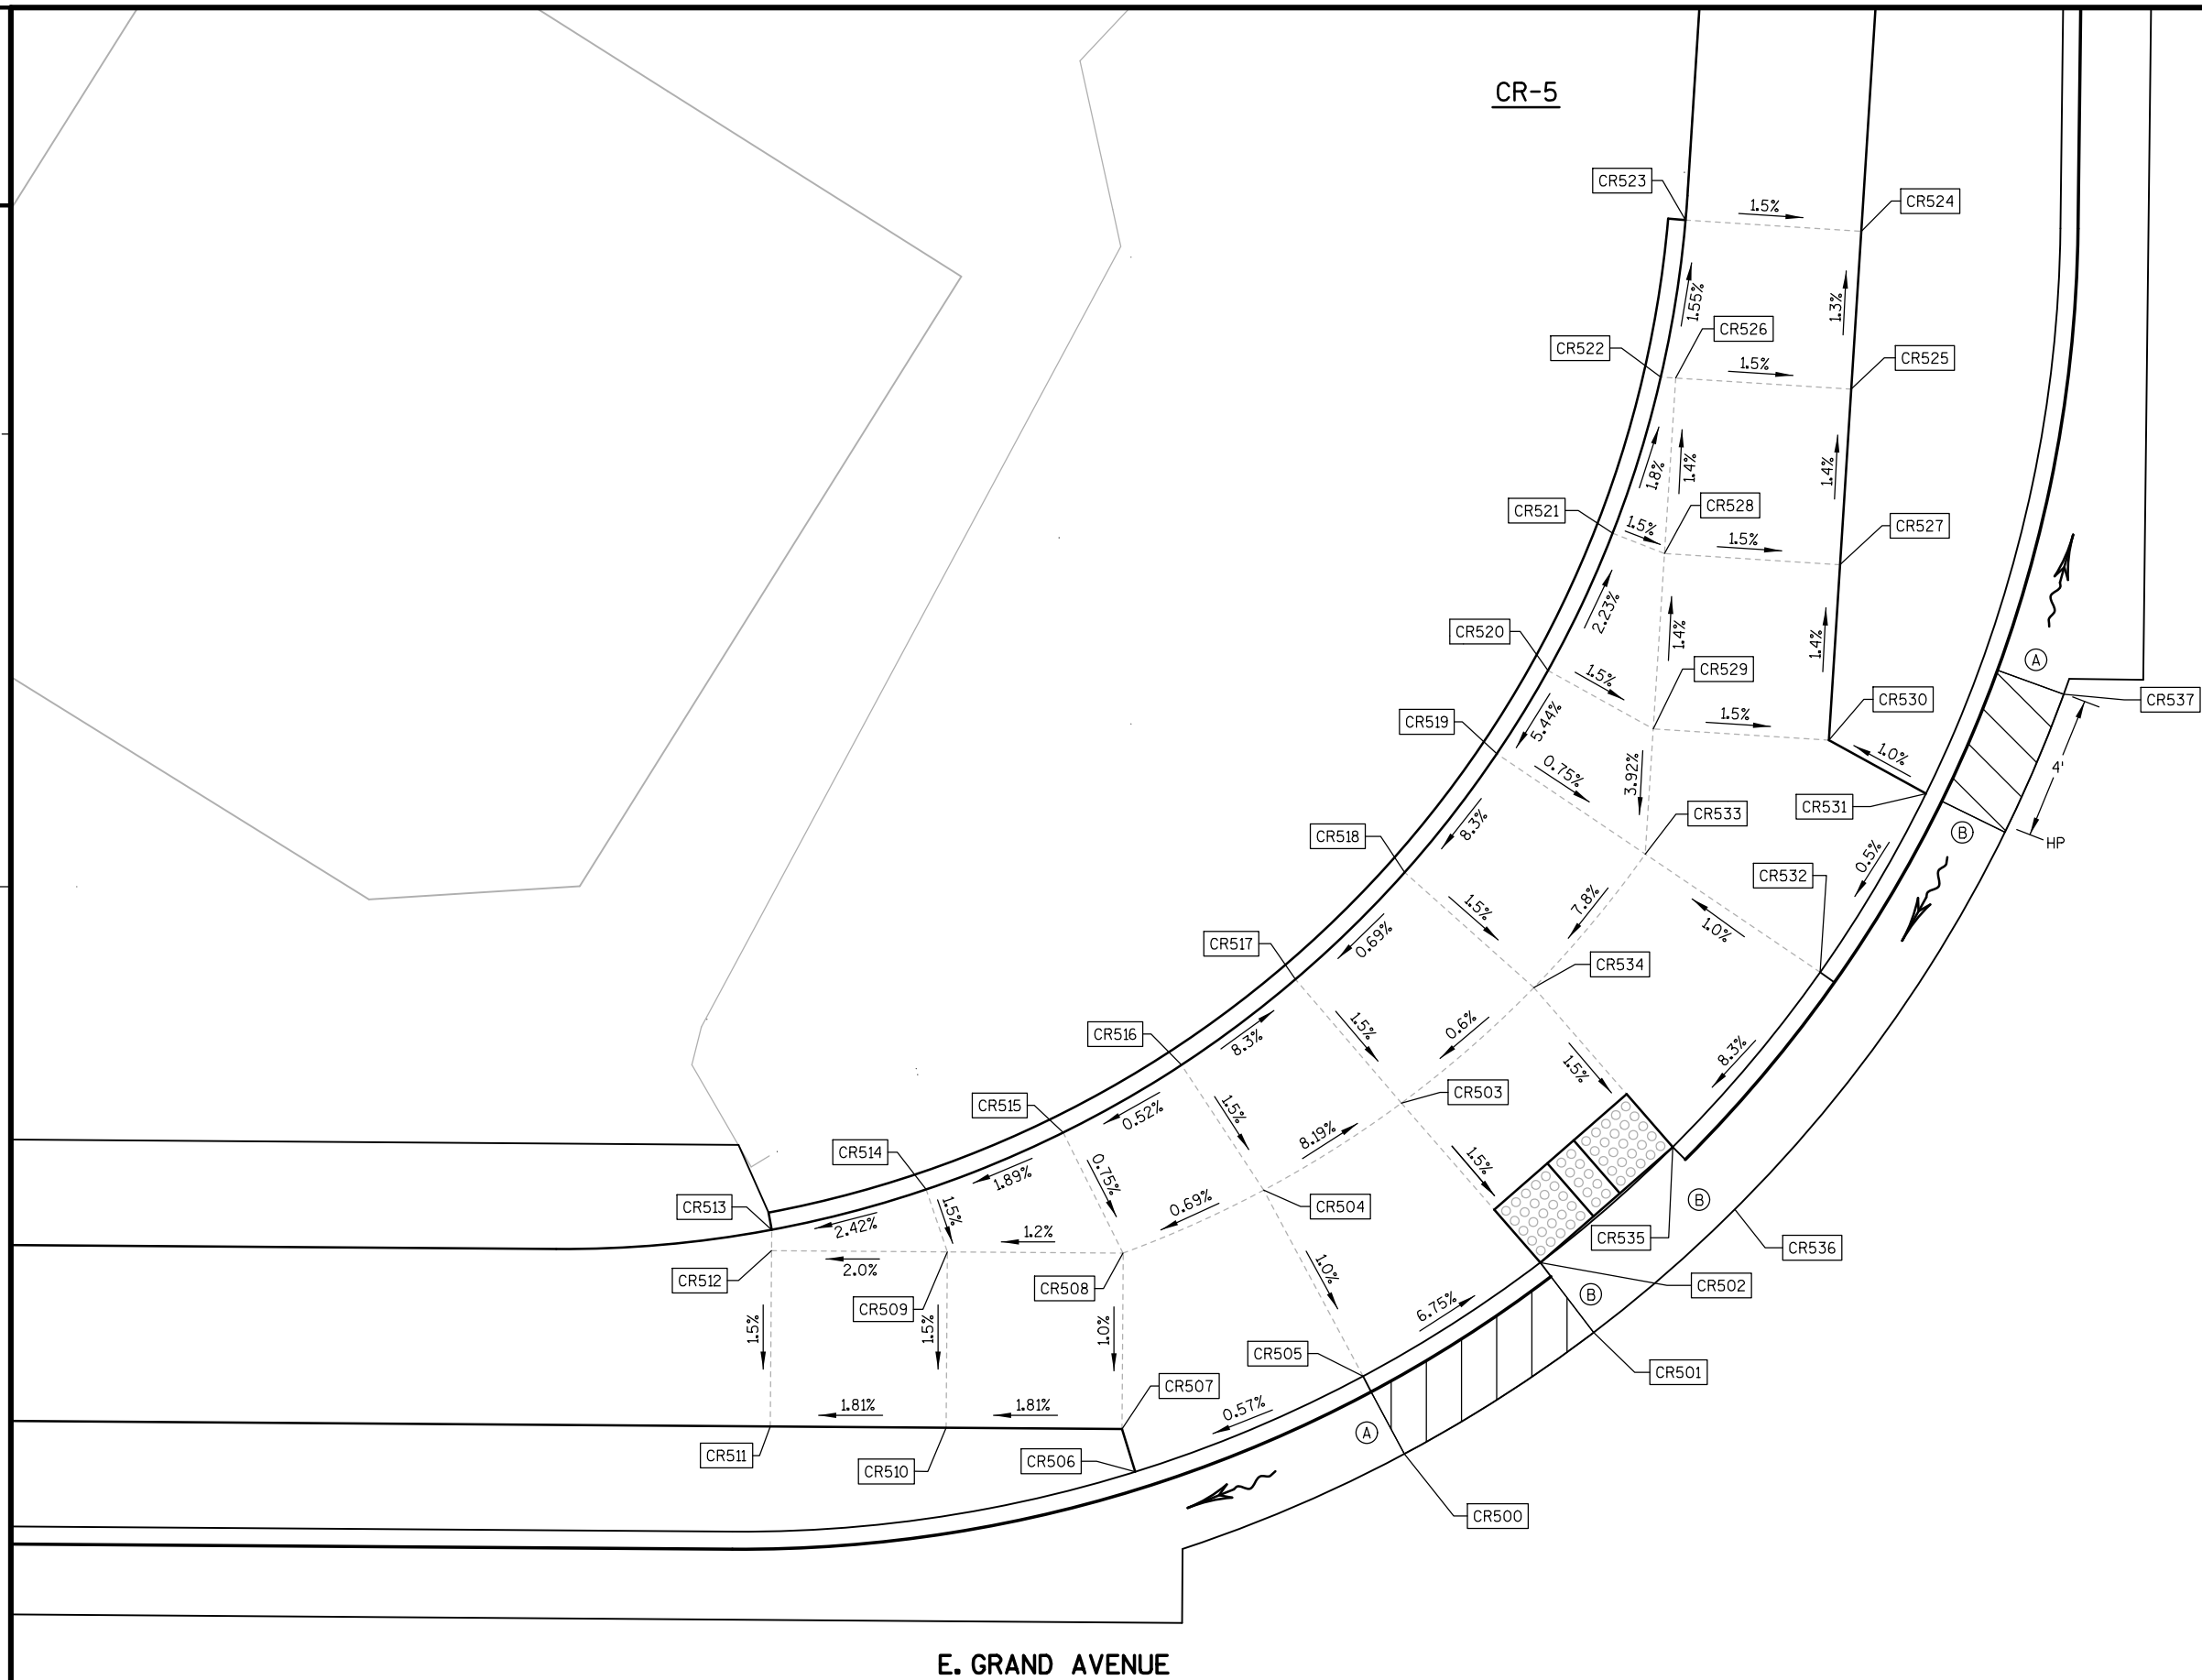 CR-5
CR523
1.5%
CR524
1.55%
1.3%
CR526
CR522
1.5%
CR525
1.8%
1.4%
1.4%
CR521
CR528
1.5%
1.5%
CR527
2.23%
1.4%
1.4%
CR520
A
CR529
1.5%
CR530
CR537
1.5%
CR519
5.44%
1.0%
4'
0.75%
3.92%
CR531
CR533
B
HP
8.3%
CR518
0.5%
CR532
7.8%
1.5%
0.69%
1.0%
CR517
CR534
1.5%
0.6%
CR516
8.3%
8.3%
1.5%
CR503
CR515
0.52%
1.5%
8.19%
CR514
1.89%
0.75%
1.5%
CR513
2.42%
1.5%
0.69%
CR504
B
1.2%
CR535
CR536
2.0%
CR512
1.0%
CR508
CR502
CR509
6.75%
B
1.5%
1.5%
1.0%
CR505
CR501
CR507
1.81%
1.81%
0.57%
A
CR511
CR510
CR506
CR500
E. GRAND AVENUE